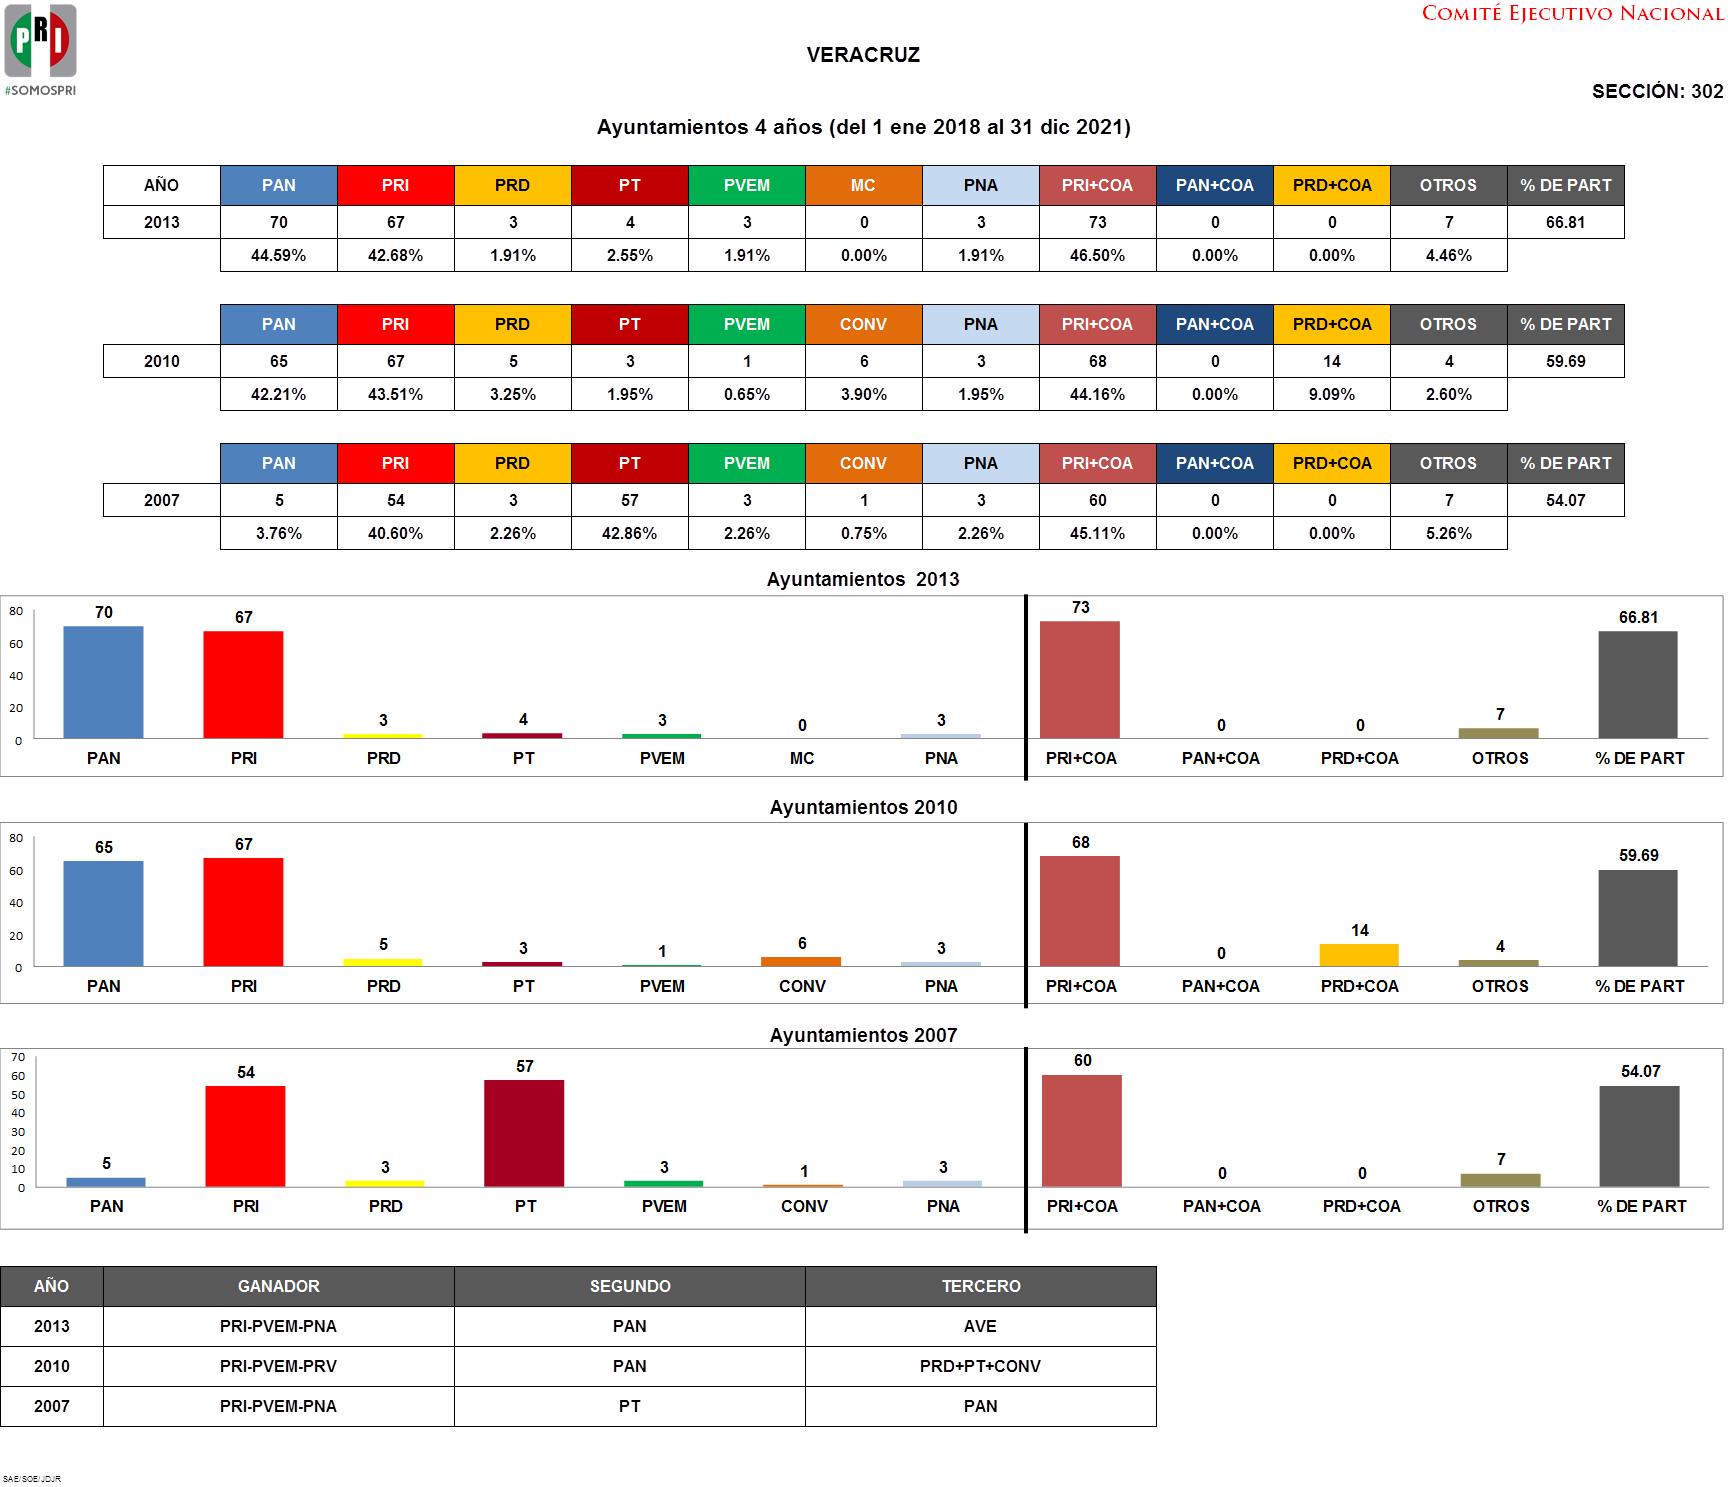 PRI
#SOMOSPRI
COMITÉ EJECUTIVO NACIONAL
VERACRUZ
SECCIÓN: 302
Ayuntamientos 4 años (del 1 ene 2018 al 31 dic 2021)
AÑO PAN PRI PRD PT PVEM MC PNA PRI+COA PAN+COA PRD+COA OTROS % DE PART
2013 70 67 3 4 3 0 3 73 0 0 7 66.81
44.59% 42.68% 1.91% 2.55% 1.91% 0.00% 1.91% 46.50% 0.00% 0.00% 4.46%
PAN PRI PRD PT PVEM CONV PNA PRI+COA PAN+COA PRD+COA OTROS % DE PART
2010 65 67 5 3 1 6 3 68 0 14 4 59.69
42.21% 43.51% 3.25% 1.95% 0.65% 3.90% 1.95% 44.16% 0.00% 9.09% 2.60%
PAN PRI PRD PT PVEM CONV PNA PRI+COA PAN+COA PRD+COA OTROS % DE PART
2007 5 54 3 57 3 1 3 60 0 0 7 54.07
3.76% 40.60% 2.26% 42.86% 2.26% 0.75% 2.26% 45.11% 0.00% 0.00% 5.26%
Ayuntamientos 2013
80
60
40
20
0
70 67 3 4 3 0 3 73 0 0 7 66.81
PAN PRI PRD PT PVEM MC PNA PRI+COA PAN+COA PRD+COA OTROS % DE PART
Ayuntamientos 2010
80
60
40
20
0
65 67 5 3 1 6 3 68 0 14 4 59.69
PAN PRI PRD PT PVEM CONV PNA PRI+COA PAN+COA PRD+COA OTROS % DE PART
Ayuntamientos 2007
70
60
50
40
30
20
10
0
5 54 3 57 3 1 3 60 0 0 7 54.07
PAN PRI PRD PT PVEM CONV PNA PRI+COA PAN+COA PRD+COA OTROS % DE PART
AÑO GANADOR SEGUNDO TERCERO
2013 PRI-PVEM-PNA PAN AVE
2010 PRI-PVEM-PRV PAN PRD+PT+CONV
2007 PRI-PVEM-PNA PT PAN
SAE/SOE/JDJR